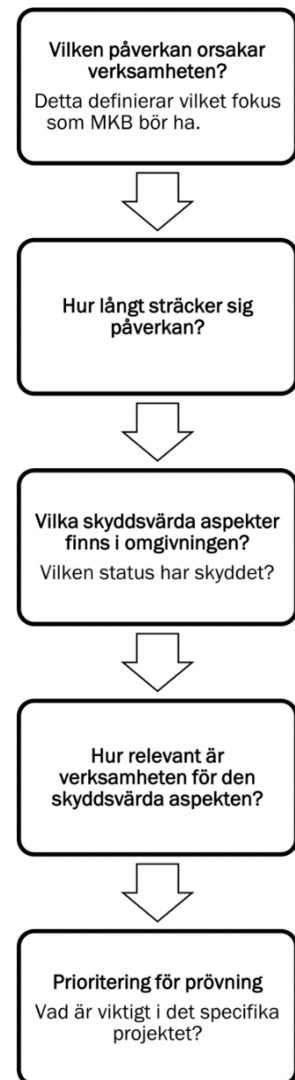 Vilken påverkan orsakar
verksamheten?
Detta definierar vilket fokus
som MKB bör ha.
Hur långt sträcker sig
påverkan?
Vilka skyddsvärda aspekter
finns i omgivningen?
Vilken status har skyddet?
Hur relevant är
verksamheten för den
skyddsvärda aspekten?
Prioritering för prövning
Vad är viktigt i det specifika
projektet?